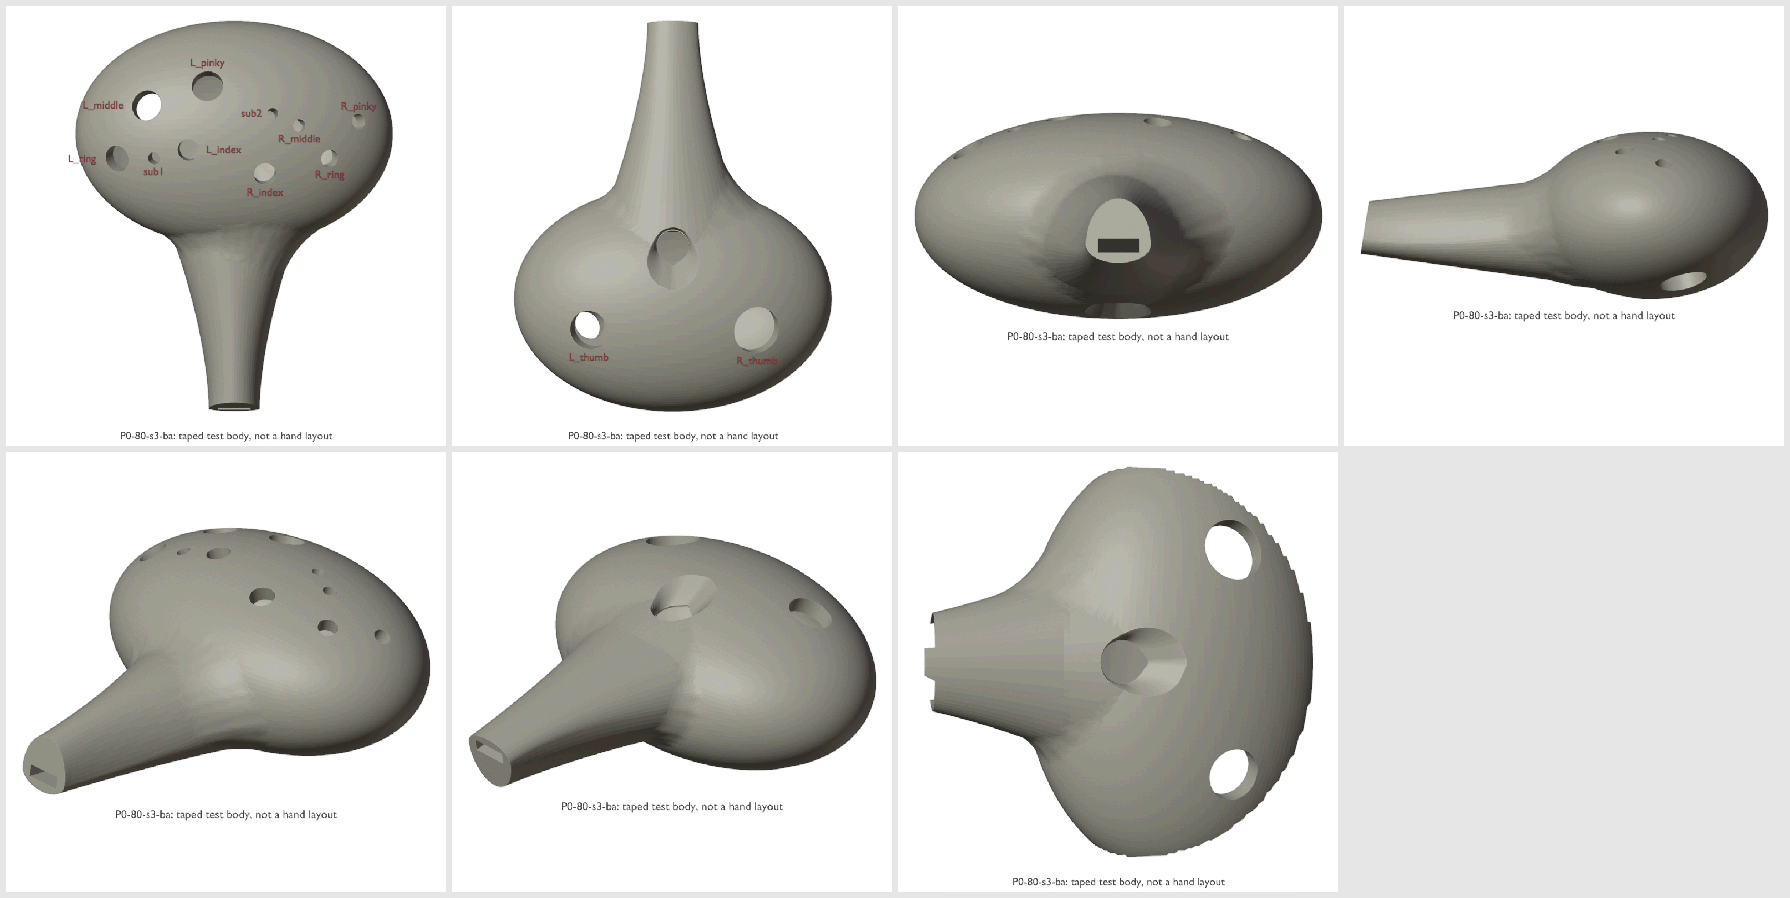 L_pinky
L_middle
sub2
R_pinky
R_middle
L_ring
sub1
L_index
R_index
R_ring
P0-80-s3-ba: taped test body, not a hand layout
L_thumb
R_thumb
P0-80-s3-ba: taped test body, not a hand layout
P0-80-s3-ba: taped test body, not a hand layout
P0-80-s3-ba: taped test body, not a hand layout
P0-80-s3-ba: taped test body, not a hand layout
P0-80-s3-ba: taped test body, not a hand layout
P0-80-s3-ba: taped test body, not a hand layout